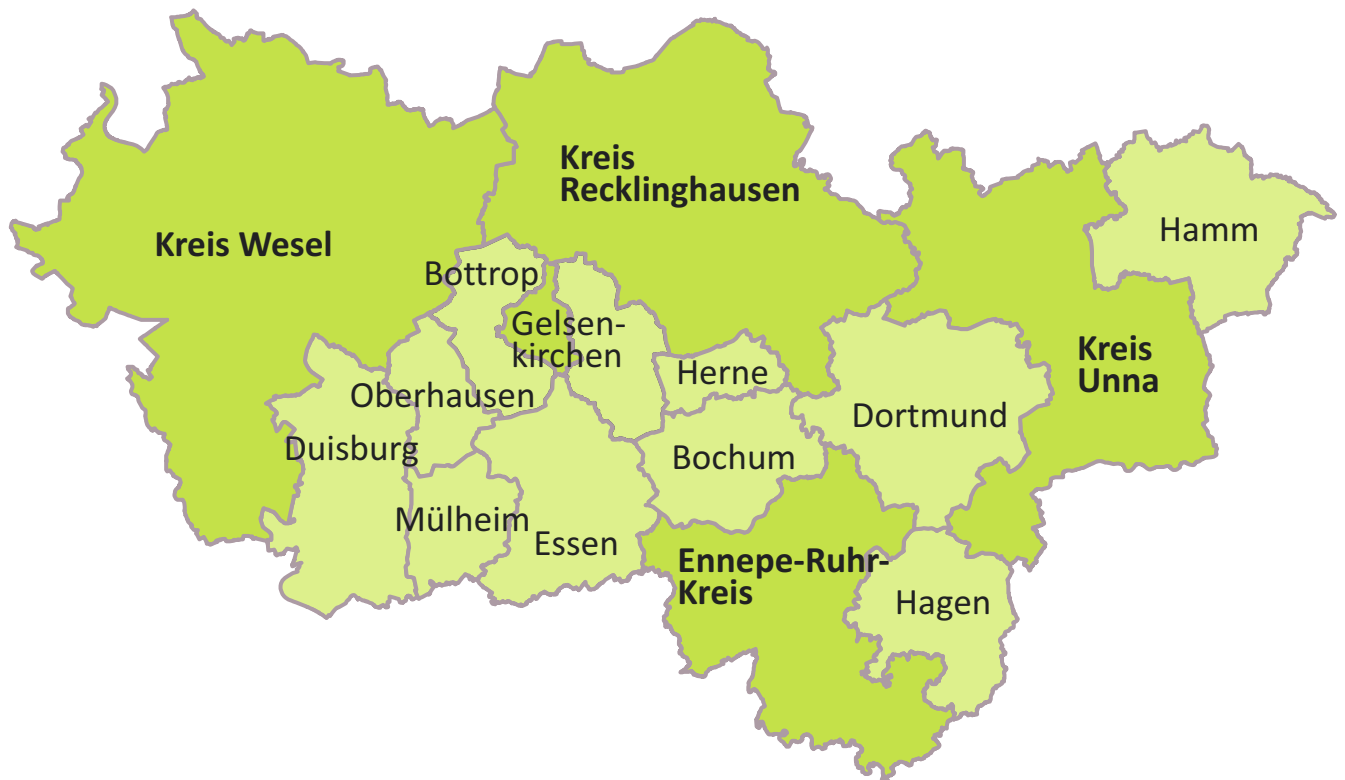 Kreis
Recklinghausen
Hamm
Kreis Wesel
Bottrop
Gelsen-
kirchen
Kreis
Unna
Herne
Oberhausen
Dortmund
Duisburg
Bochum
Mülheim
Essen
Ennepe-Ruhr-
Kreis
Hagen